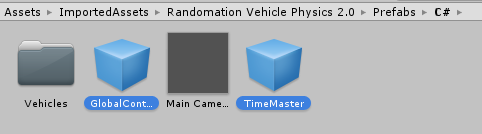 Assets ▸ ImportedAssets ▸ Randomation Vehicle Physics 2.0 ▸ Prefabs ▸ C# ▸
Vehicles GlobalCont... Main Came... TimeMaster